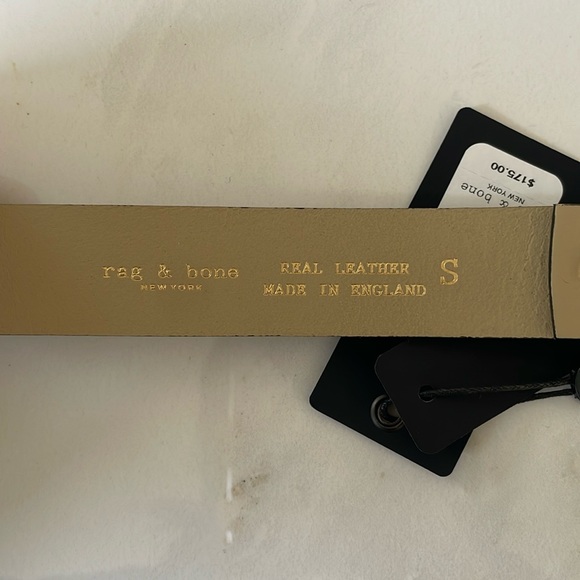 rag & bone
NEW YORK
REAL LEATHER
MADE IN ENGLAND
S
$175.00
& bone
NEW YORK